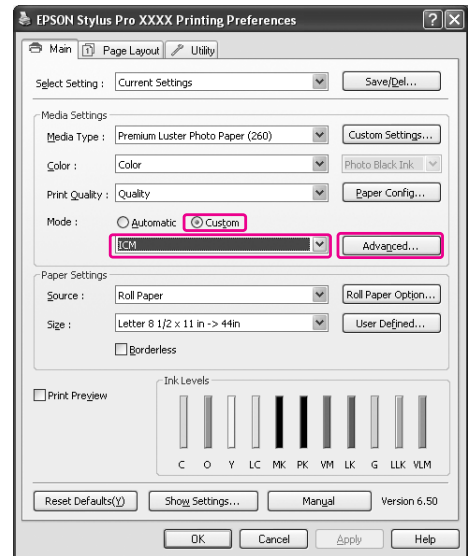 EPSON Stylus Pro XXXX Printing Preferences
Main Page Layout Utility
Select Setting : Current Settings Save/Del...
Media Settings
Media Type : Premium Luster Photo Paper (260) Custom Settings...
Color : Color Photo Black Ink
Print Quality : Quality Paper Config...
Mode : Automatic Custom
ICM Advanced...
Paper Settings
Source : Roll Paper Roll Paper Option...
Size : Letter 8 1/2 x 11 in -> 44in User Defined...
Borderless
Print Preview
Ink Levels
C O Y LC MK PK VM LK G LLK VLM
Reset Defaults(Y) Show Settings... Manual Version 6.50
OK Cancel Apply Help